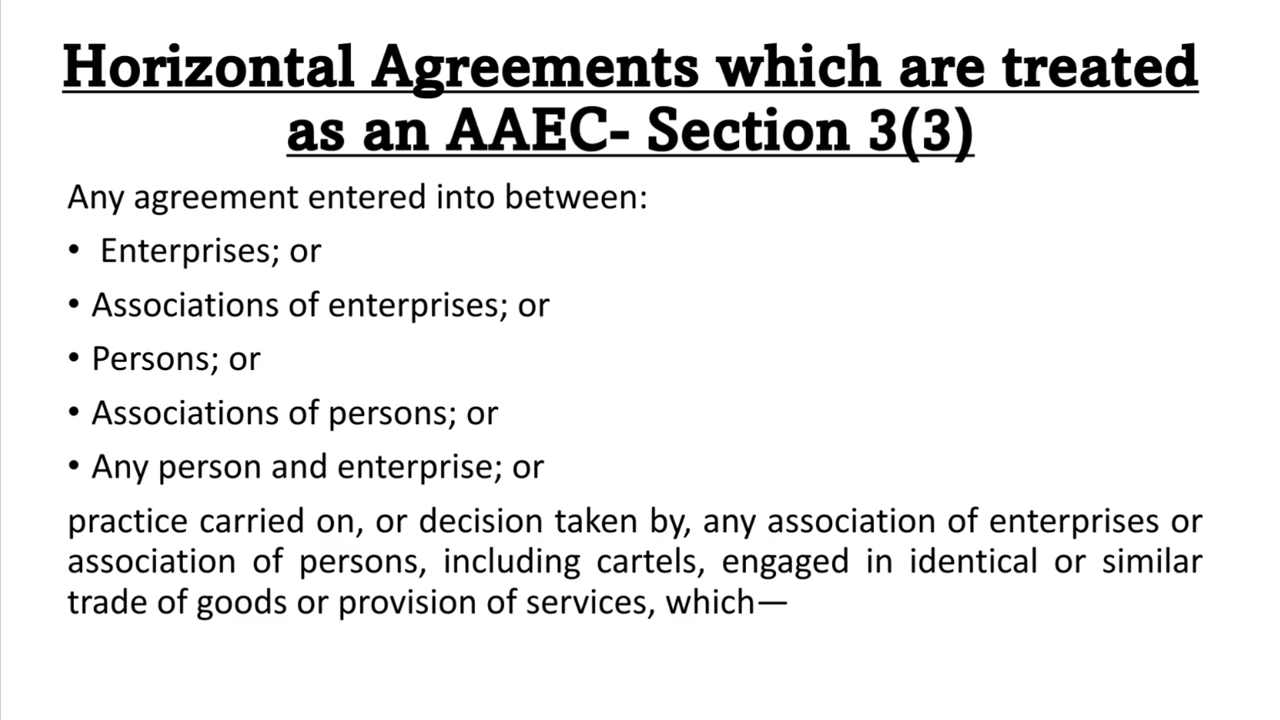 Horizontal Agreements which are treated
as an AAEC- Section 3(3)
Any agreement entered into between:
• Enterprises; or
• Associations of enterprises; or
• Persons; or
• Associations of persons; or
• Any person and enterprise; or
practice carried on, or decision taken by, any association of enterprises or
association of persons, including cartels, engaged in identical or similar
trade of goods or provision of services, which—